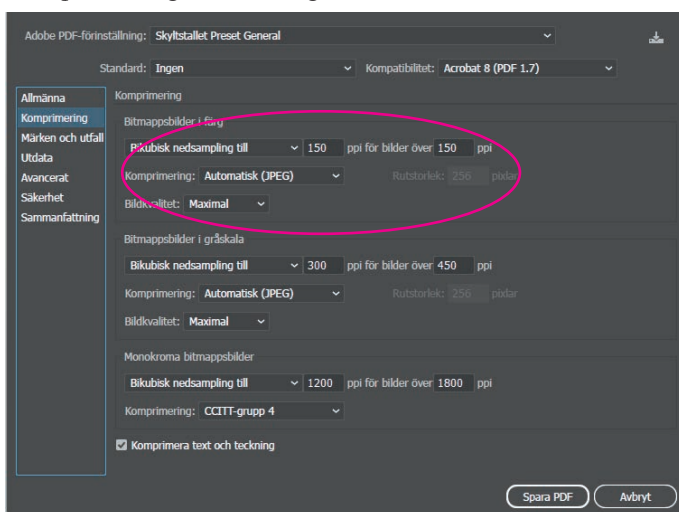 Adobe PDF-förinställning: Skyltstallet Preset General
Standard: Ingen Kompatibilitet: Acrobat 8 (PDF 1.7)
Allmänna
Komprimering
Märken och utfall
Utdata
Avancerat
Säkerhet
Sammanfattning
Komprimering
Bitmappsbilder i färg
Bikubisk nedsampling till 150 ppi för bilder över 150 ppi
Komprimering: Automatisk (JPEG) Rutstorlek: 256 pixlar
Bildkvalitet: Maximal
Bitmappsbilder i gråskala
Bikubisk nedsampling till 300 ppi för bilder över 450 ppi
Komprimering: Automatisk (JPEG) Rutstorlek: 256 pixlar
Bildkvalitet: Maximal
Monokroma bitmappsbilder
Bikubisk nedsampling till 1200 ppi för bilder över 1800 ppi
Komprimering: CCITT-grupp 4
Komprimera text och teckning
Spara PDF Avbryt